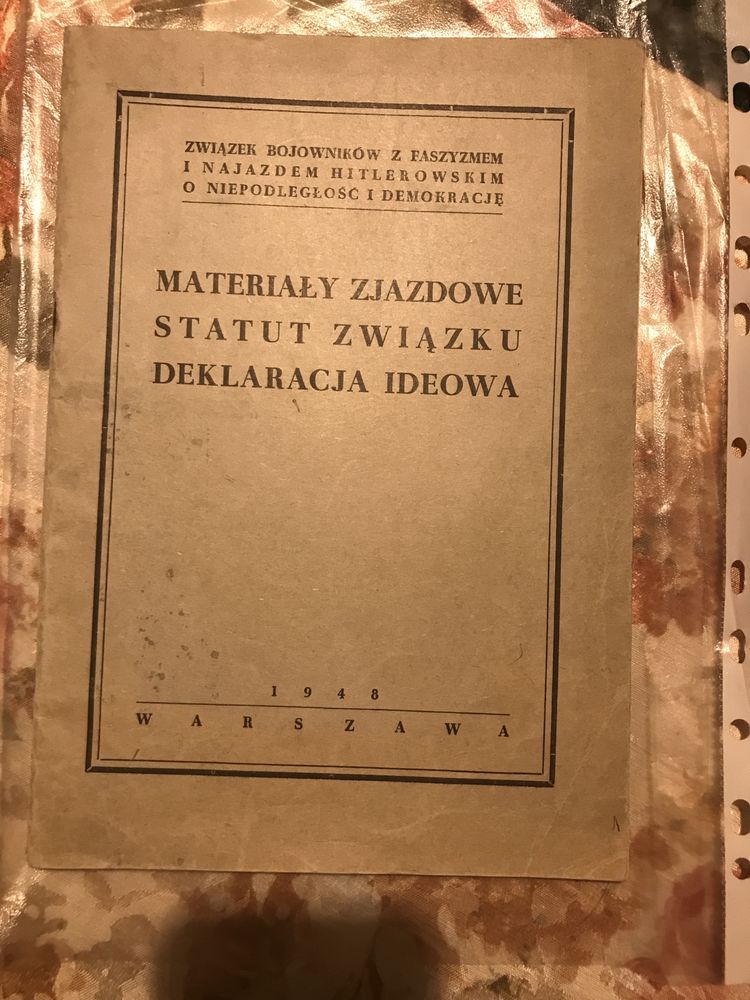 ZWIĄZEK BOJOWNIKÓW Z FASZYZMEM
I NAJAZDEM HITLEROWSKIM
O NIEPODLEGŁOŚĆ I DEMOKRACJĘ
MATERIAŁY ZJAZDOWE
STATUT ZWIĄZKU
DEKLARACJA IDEOWA
1948
WARSZAWA